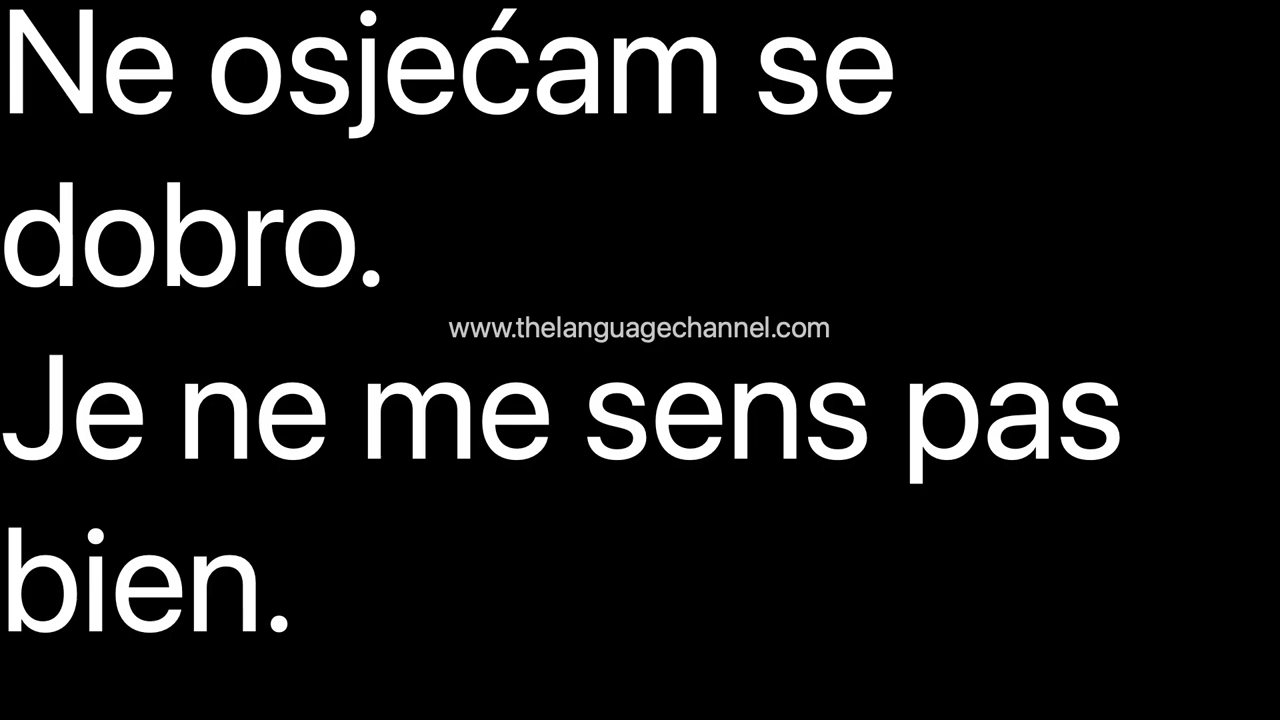 Ne osjećam se
dobro.
www.thelanguagechannel.com
Je ne me sens pas
bien.